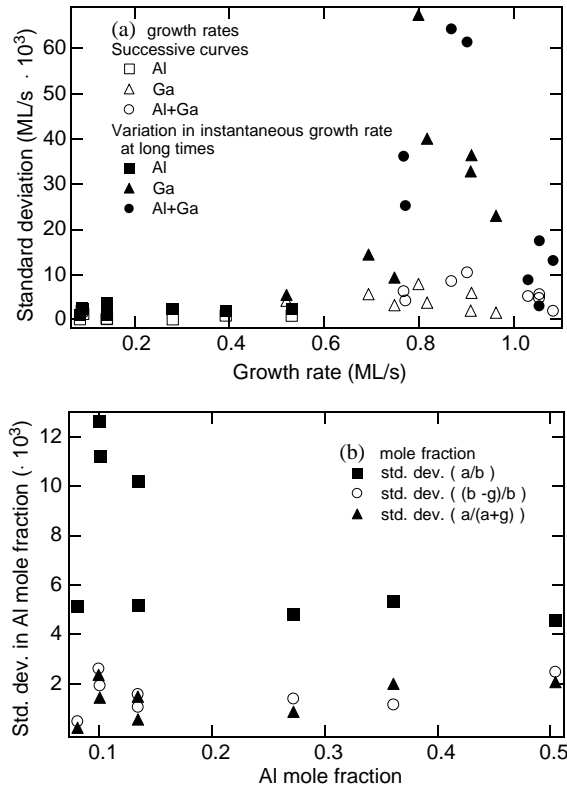 (a) growth rates
Successive curves
Al
Ga
Al+Ga
Variation in instantaneous growth rate
at long times
Al
Ga
Al+Ga
Standard deviation (ML/s · 10³)
60
50
40
30
20
10
0
0.2
0.4
0.6
0.8
1.0
Growth rate (ML/s)
(b) mole fraction
std. dev. ( a/b )
std. dev. ( (b -g)/b )
std. dev. ( a/(a+g) )
Std. dev. in Al mole fraction (· 10³)
12
10
8
6
4
2
0.1
0.2
0.3
0.4
0.5
Al mole fraction